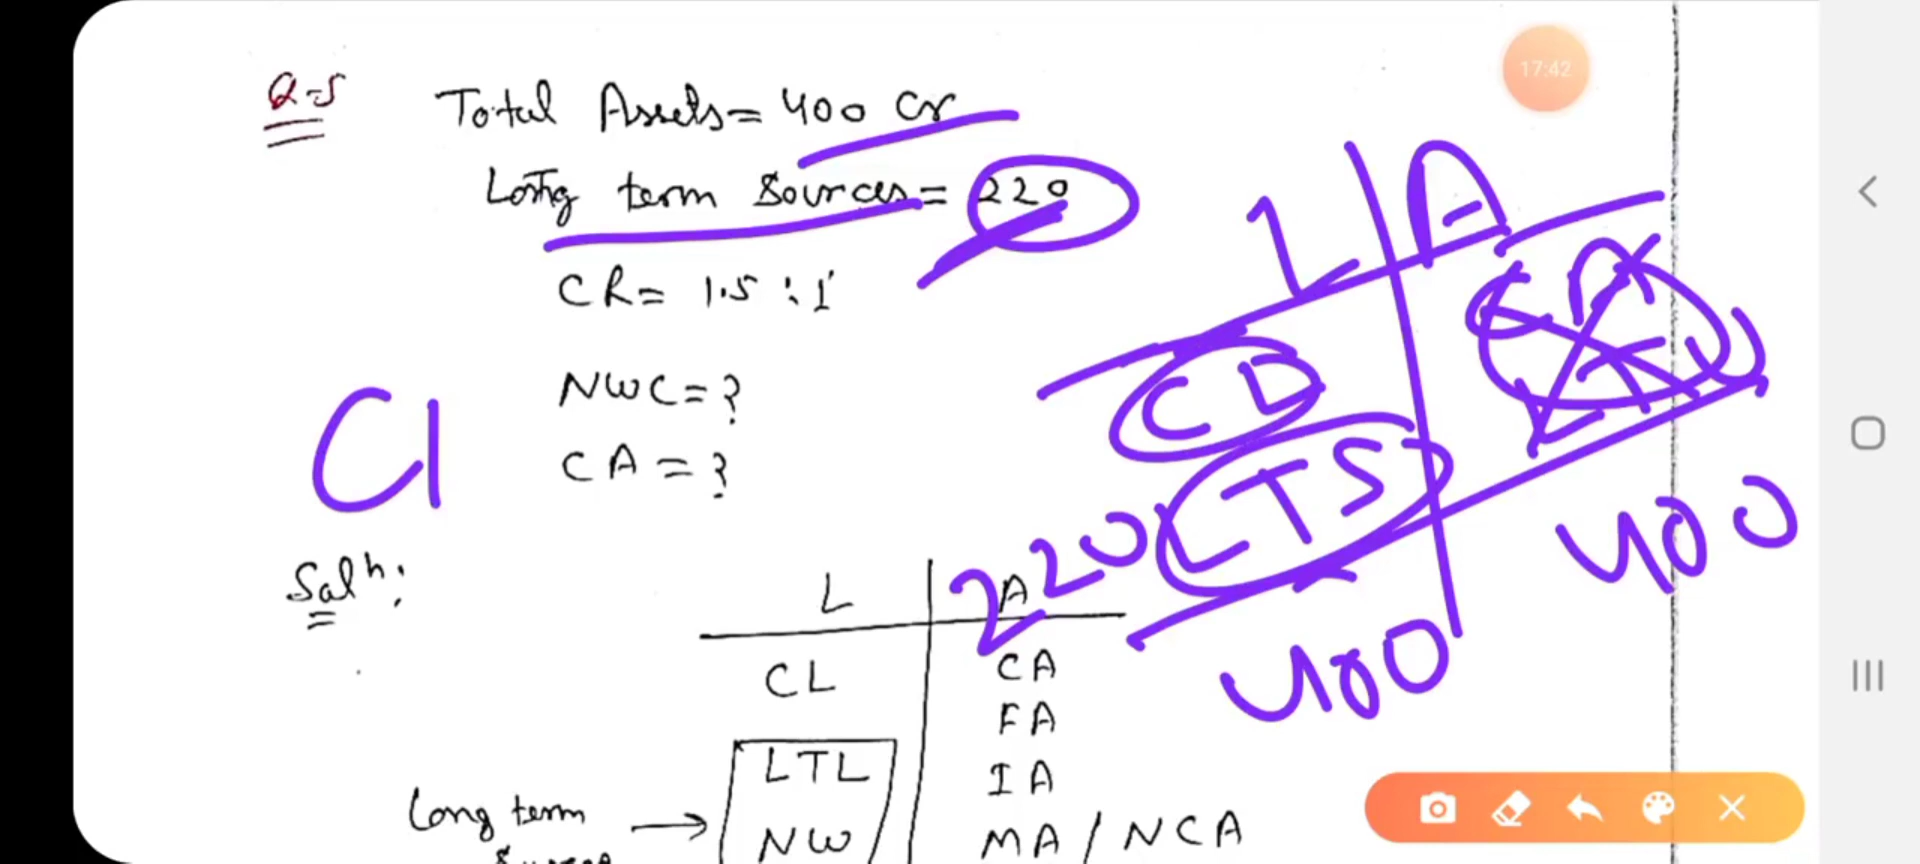 Q-5
Total Assets = 400 Cr
Long term Sources = 220
CR = 1.5 : 1
NWC = ?
CA = ?
Cl
Solⁿ:
L A
CL CA
FA
LTL IA
Long term → NW MA / NCA
L A
CL
LTS
220
400 400
17:42